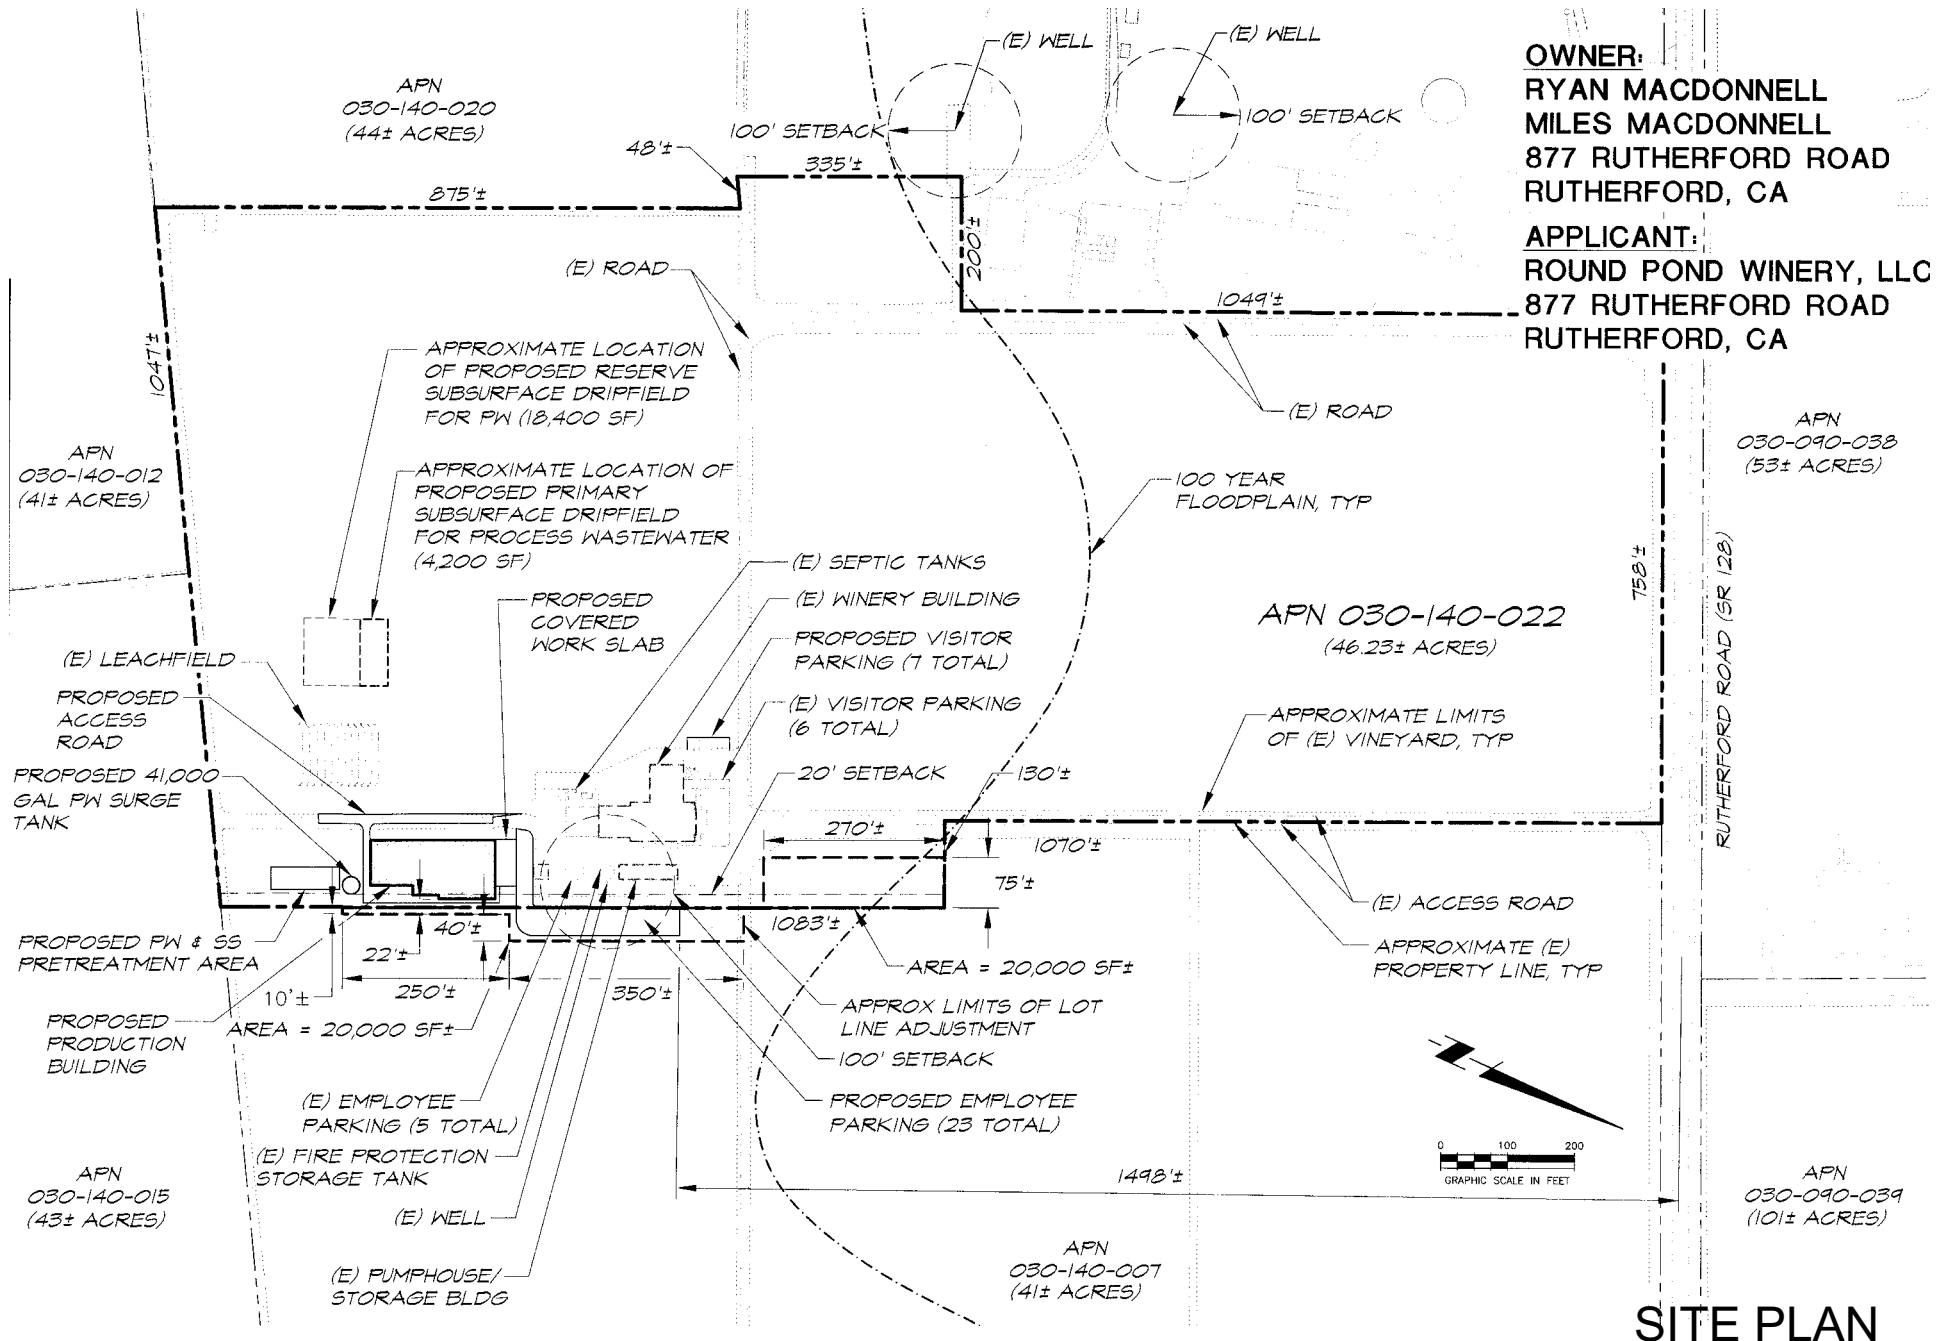 (E) WELL
(E) WELL
100' SETBACK
100' SETBACK
OWNER:
RYAN MACDONNELL
MILES MACDONNELL
877 RUTHERFORD ROAD
RUTHERFORD, CA
APPLICANT:
ROUND POND WINERY, LLC
877 RUTHERFORD ROAD
RUTHERFORD, CA
APN
030-140-020
(44± ACRES)
48'±
335'±
875'±
200'±
1049'±
(E) ROAD
1047'±
APPROXIMATE LOCATION
OF PROPOSED RESERVE
SUBSURFACE DRIPFIELD
FOR PW (18,400 SF)
(E) ROAD
APN
030-090-038
(53± ACRES)
APN
030-140-012
(41± ACRES)
APPROXIMATE LOCATION OF
PROPOSED PRIMARY
SUBSURFACE DRIPFIELD
FOR PROCESS WASTEWATER
(4,200 SF)
100 YEAR
FLOODPLAIN, TYP
(E) SEPTIC TANKS
(E) WINERY BUILDING
PROPOSED VISITOR
PARKING (7 TOTAL)
(E) VISITOR PARKING
(6 TOTAL)
PROPOSED
COVERED
WORK SLAB
758'±
RUTHERFORD ROAD (SR 128)
APN 030-140-022
(46.23± ACRES)
(E) LEACHFIELD
PROPOSED
ACCESS
ROAD
PROPOSED 41,000
GAL PW SURGE
TANK
APPROXIMATE LIMITS
OF (E) VINEYARD, TYP
20' SETBACK
130'±
270'±
1070'±
75'±
(E) ACCESS ROAD
1083'±
40'±
22'±
PROPOSED PW & SS
PRETREATMENT AREA
APPROXIMATE (E)
PROPERTY LINE, TYP
AREA = 20,000 SF±
10'±
250'±
350'±
APPROX LIMITS OF LOT
LINE ADJUSTMENT
PROPOSED
PRODUCTION
BUILDING
AREA = 20,000 SF±
100' SETBACK
(E) EMPLOYEE
PARKING (5 TOTAL)
PROPOSED EMPLOYEE
PARKING (23 TOTAL)
(E) FIRE PROTECTION
STORAGE TANK
0 100 200
GRAPHIC SCALE IN FEET
1498'±
APN
030-140-015
(43± ACRES)
(E) WELL
APN
030-090-039
(101± ACRES)
(E) PUMPHOUSE/
STORAGE BLDG
APN
030-140-007
(41± ACRES)
SITE PLAN